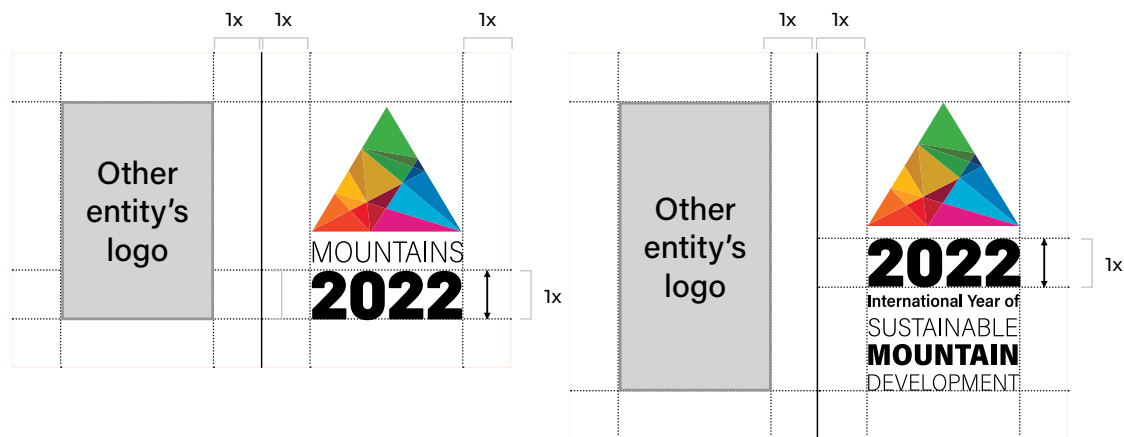 1x 1x 1x
Other
entity's
logo
MOUNTAINS
2022
1x
1x 1x
Other
entity's
logo
2022
1x
International Year of
SUSTAINABLE
MOUNTAIN
DEVELOPMENT